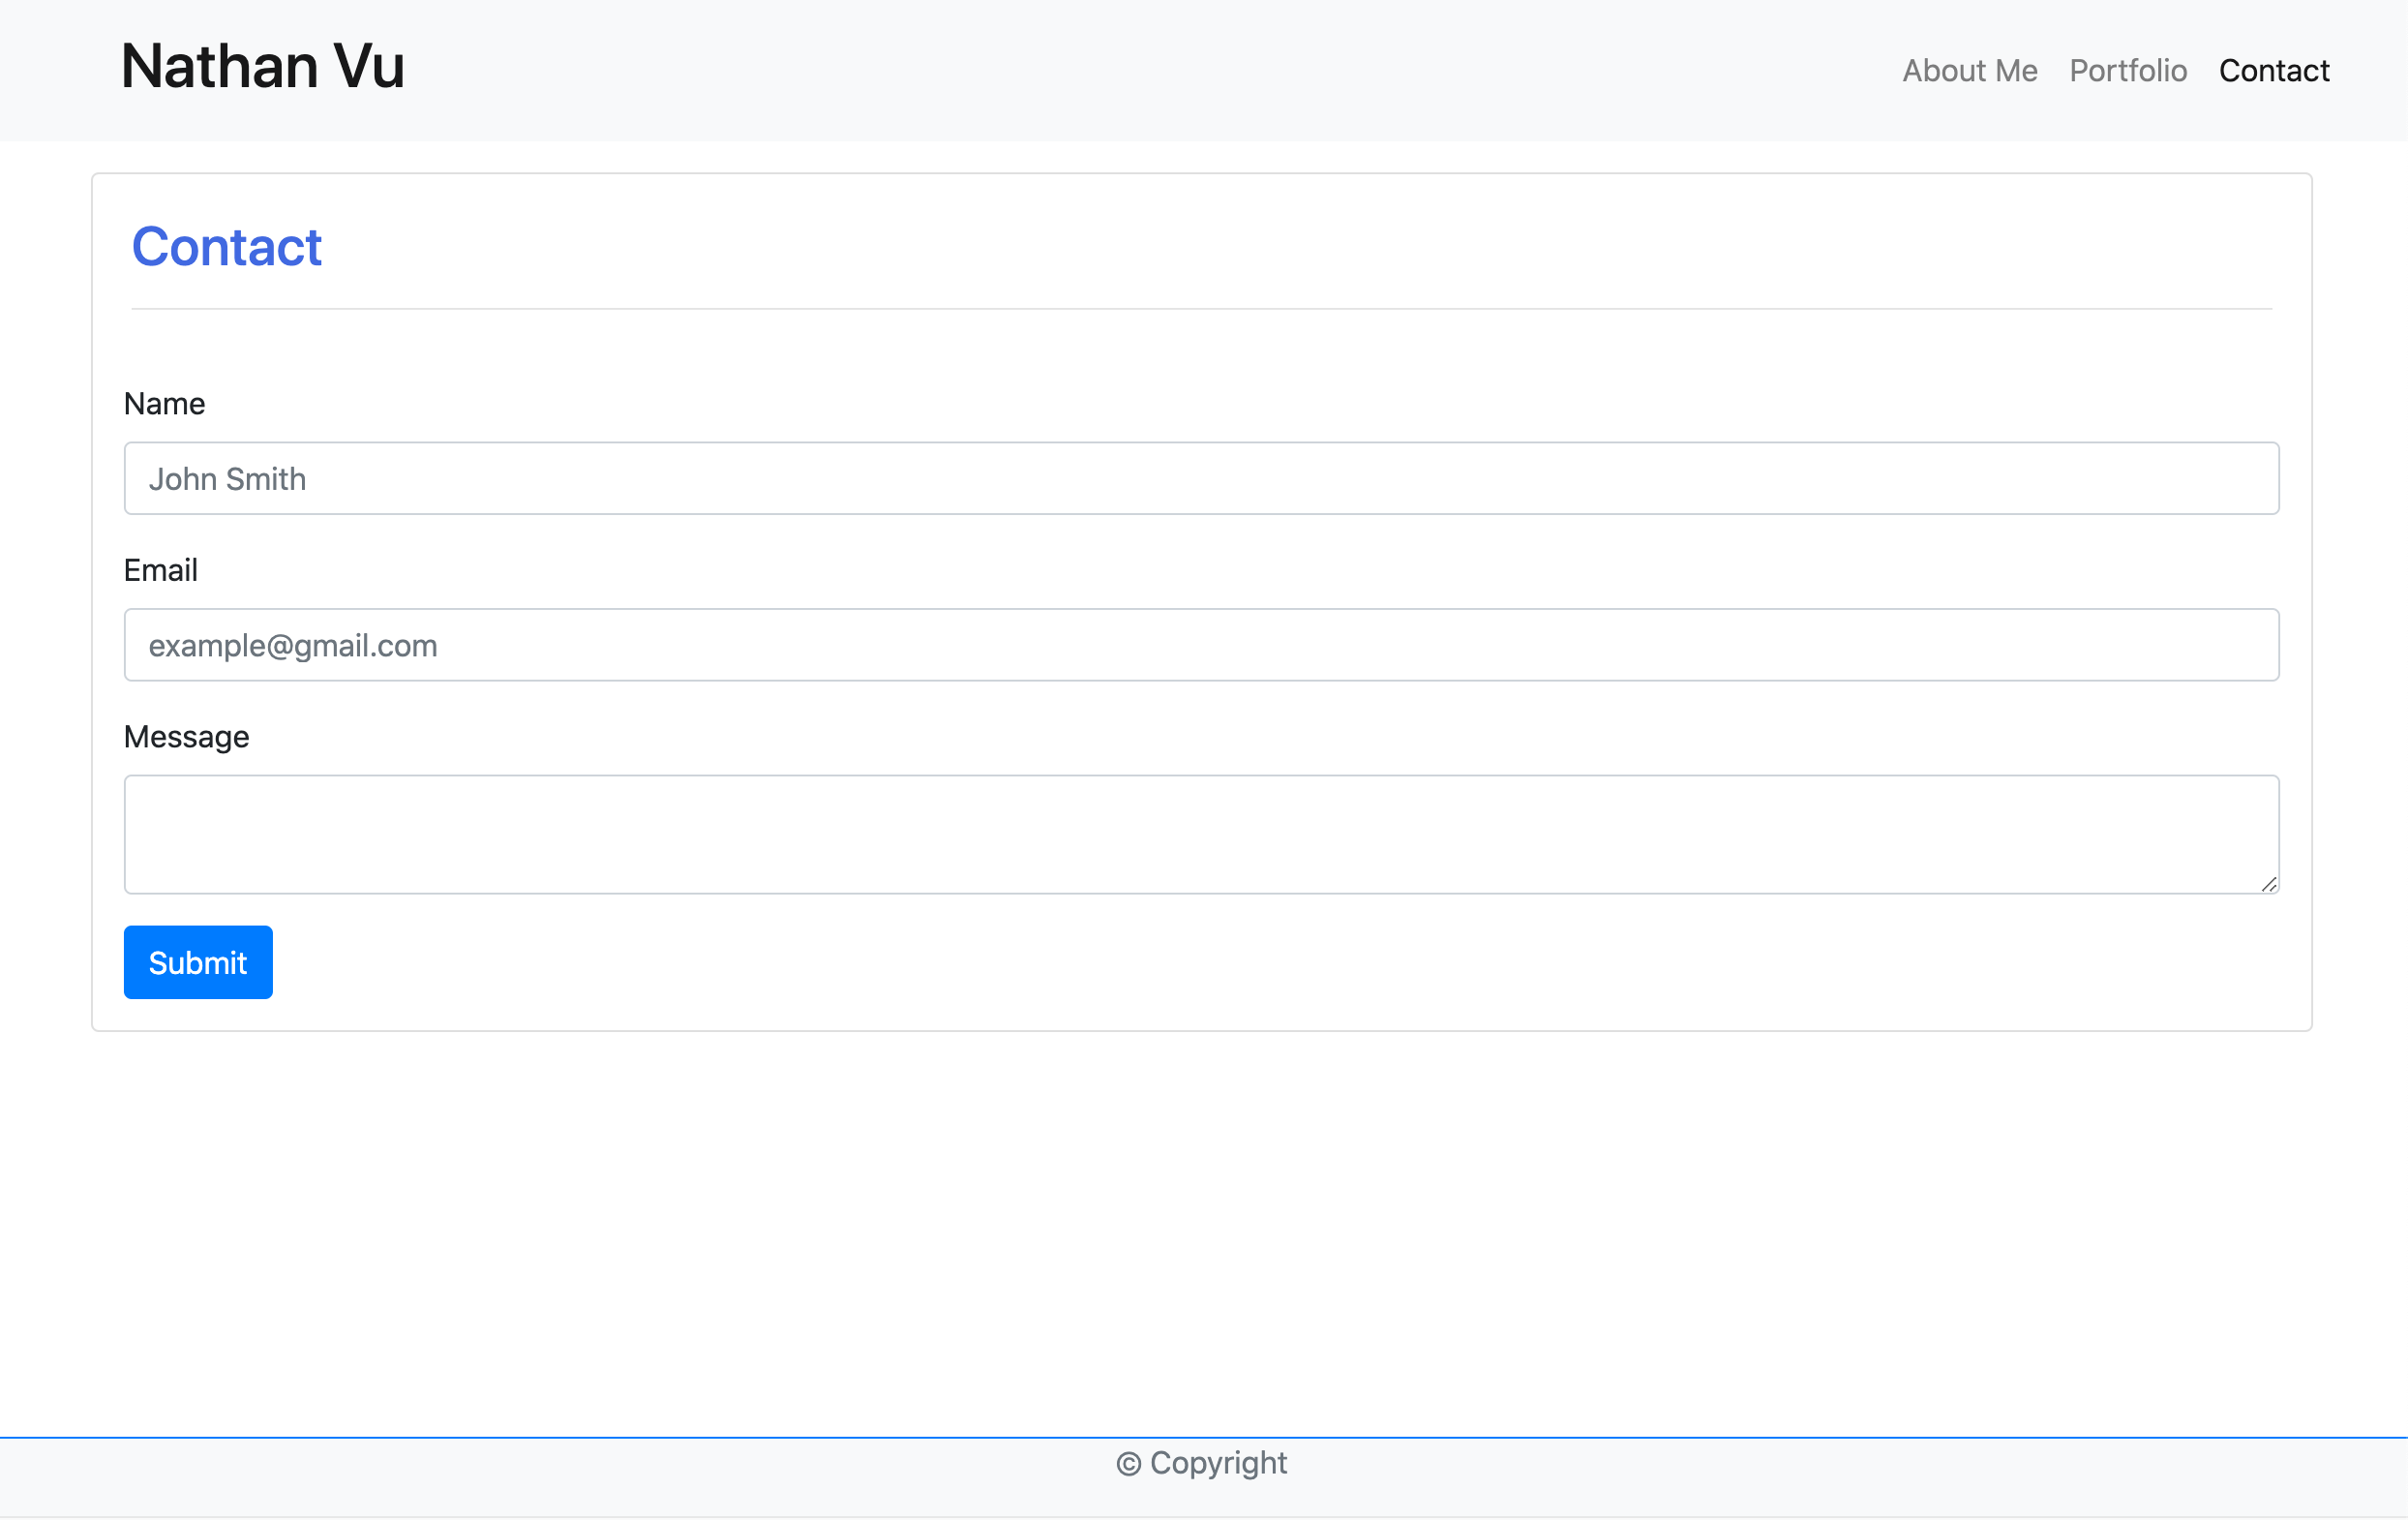 Nathan Vu
About Me Portfolio Contact
Contact
Name
John Smith
Email
example@gmail.com
Message
Submit
© Copyright